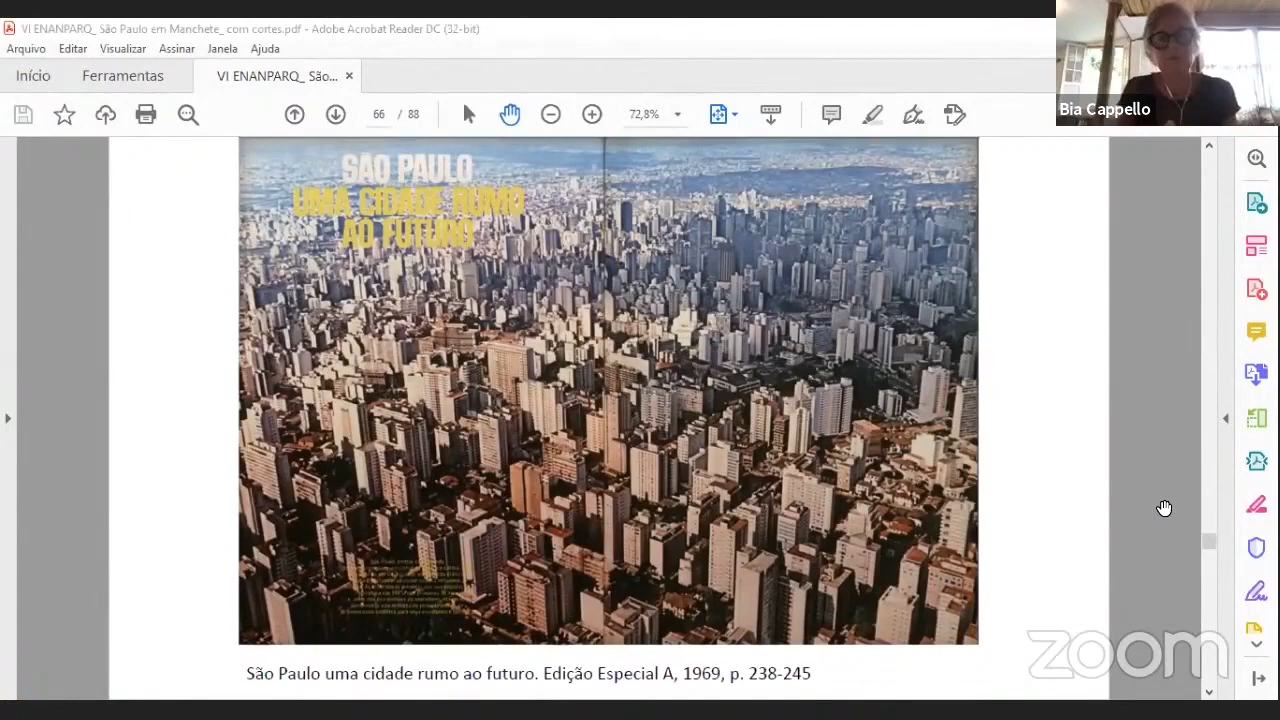 VI ENANPARQ_ São Paulo em Manchete_ com cortes.pdf - Adobe Acrobat Reader DC (32-bit)
Arquivo Editar Visualizar Assinar Janela Ajuda
Início Ferramentas VI ENANPARQ_ São... ×
66 / 88 72,8%
Bia Cappello
SÃO PAULO
UMA CIDADE RUMO
AO FUTURO
São Paulo uma cidade rumo ao futuro. Edição Especial A, 1969, p. 238-245
zoom